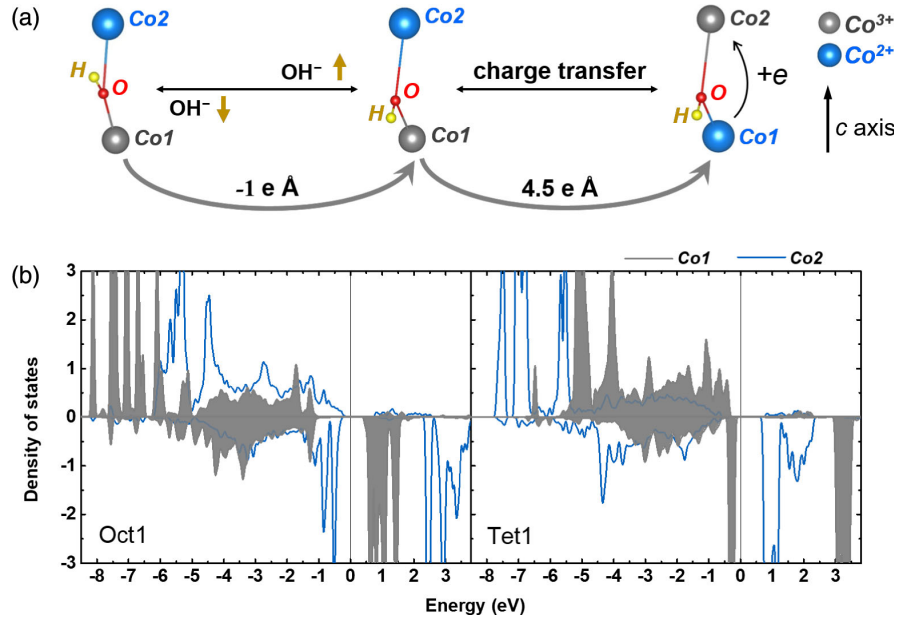 (a)
Co2
Co2
Co2
Co³⁺
Co²⁺
H
O
OH⁻
OH⁻
H
O
charge transfer
H
O
+e
Co1
Co1
Co1
c axis
-1 e Å
4.5 e Å
(b)
Co1
Co2
Density of states
3
2
1
0
-1
-2
-3
Oct1
Tet1
-8 -7 -6 -5 -4 -3 -2 -1 0 1 2 3
-8 -7 -6 -5 -4 -3 -2 -1 0 1 2 3
Energy (eV)